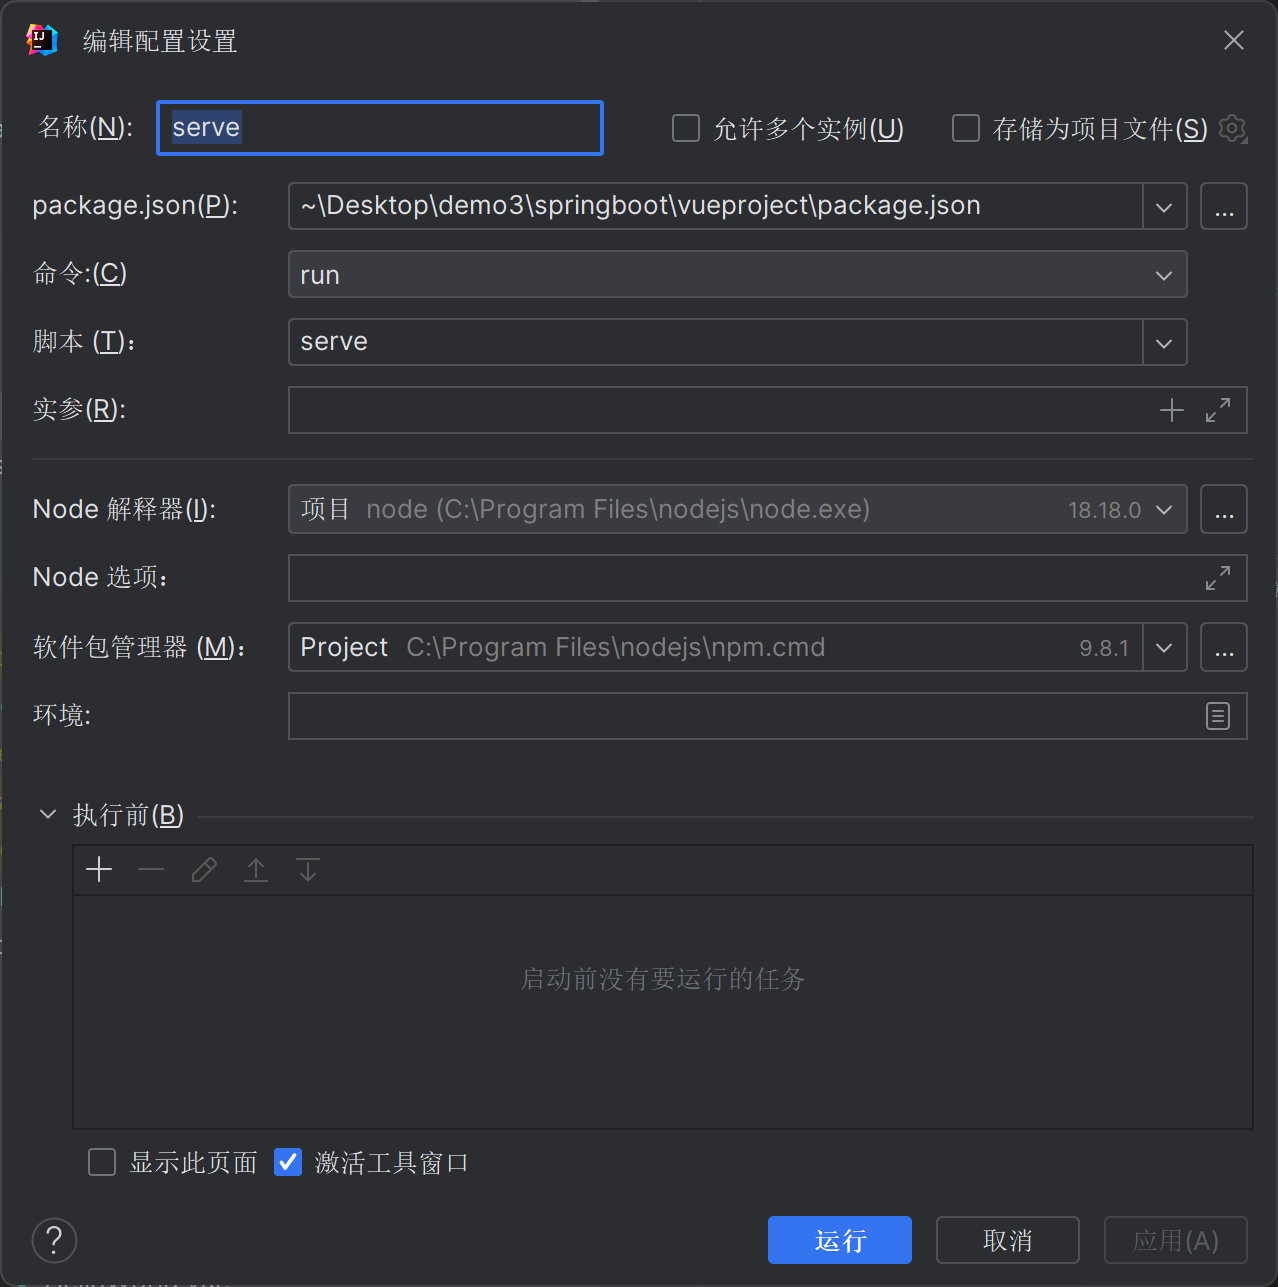 编辑配置设置
名称(N): serve 允许多个实例(U) 存储为项目文件(S)
package.json(P): ~\Desktop\demo3\springboot\vueproject\package.json ...
命令:(C) run
脚本 (T)： serve
实参(R):
Node 解释器(I): 项目 node (C:\Program Files\nodejs\node.exe) 18.18.0 ...
Node 选项：
软件包管理器 (M)： Project C:\Program Files\nodejs\npm.cmd 9.8.1 ...
环境:
执行前(B)
启动前没有要运行的任务
显示此页面 激活工具窗口
? 运行 取消 应用(A)